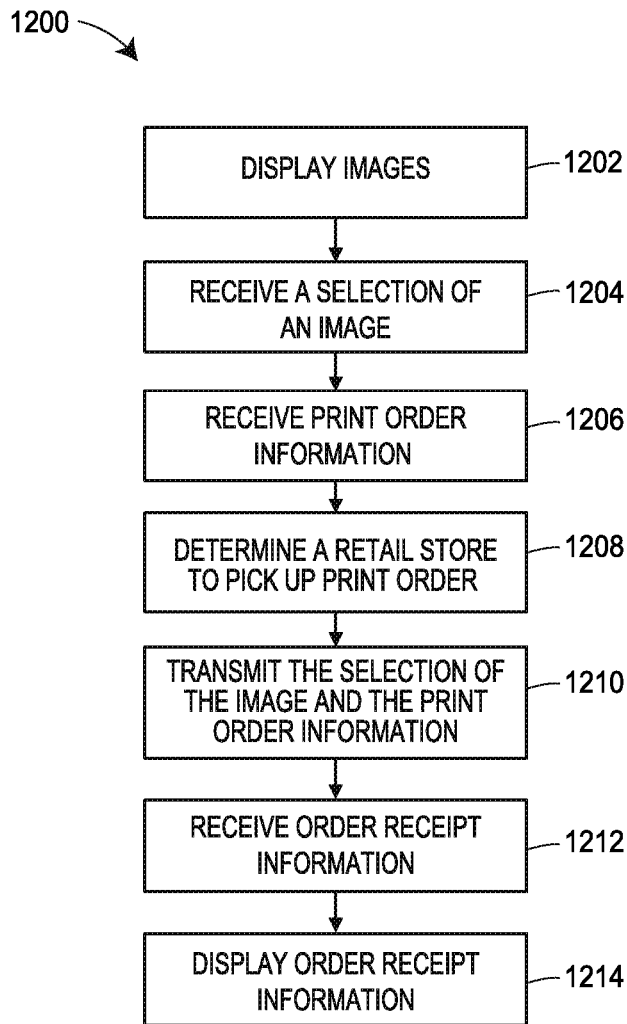 1200
DISPLAY IMAGES
1202
RECEIVE A SELECTION OF
AN IMAGE
1204
RECEIVE PRINT ORDER
INFORMATION
1206
DETERMINE A RETAIL STORE
TO PICK UP PRINT ORDER
1208
TRANSMIT THE SELECTION OF
THE IMAGE AND THE PRINT
ORDER INFORMATION
1210
RECEIVE ORDER RECEIPT
INFORMATION
1212
DISPLAY ORDER RECEIPT
INFORMATION
1214